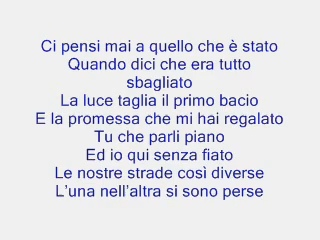 Ci pensi mai a quello che è stato
Quando dici che era tutto
sbagliato
La luce taglia il primo bacio
E la promessa che mi hai regalato
Tu che parli piano
Ed io qui senza fiato
Le nostre strade così diverse
L'una nell'altra si sono perse